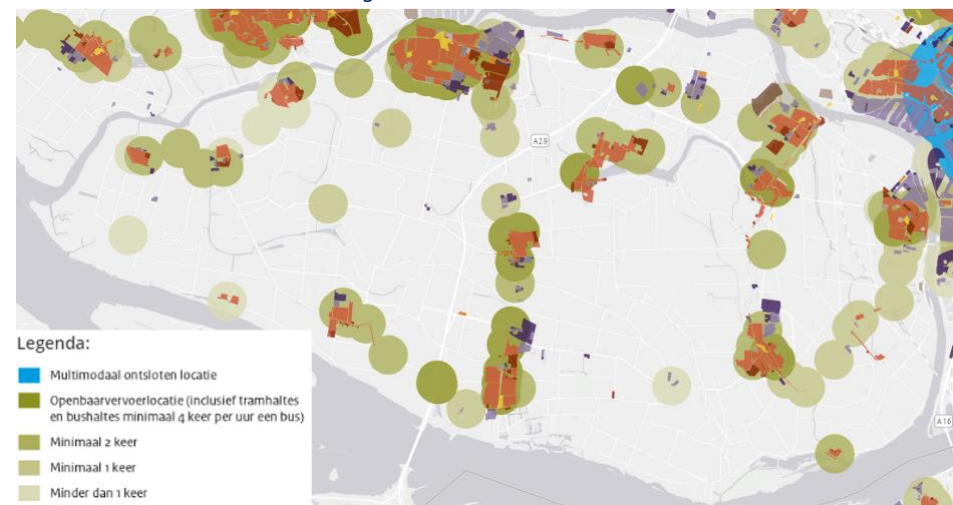 A29
A16
Legenda:
Multimodaal ontsloten locatie
Openbaarvervoerlocatie (inclusief tramhaltes
en bushaltes minimaal 4 keer per uur een bus)
Minimaal 2 keer
Minimaal 1 keer
Minder dan 1 keer